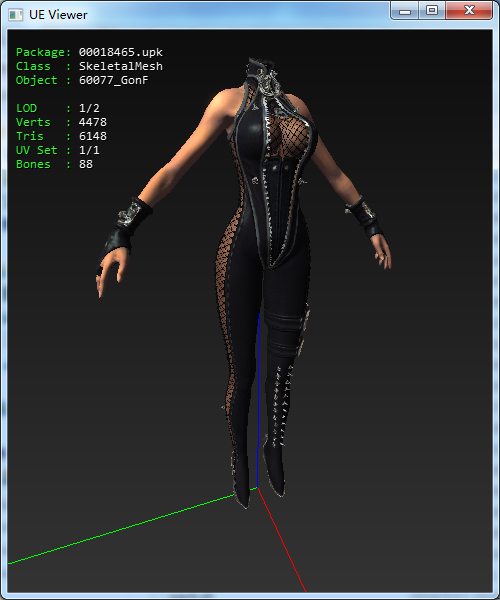 UE Viewer
Package: 00018465.upk
Class : SkeletalMesh
Object : 60077_GonF
LOD : 1/2
Verts : 4478
Tris : 6148
UV Set : 1/1
Bones : 88